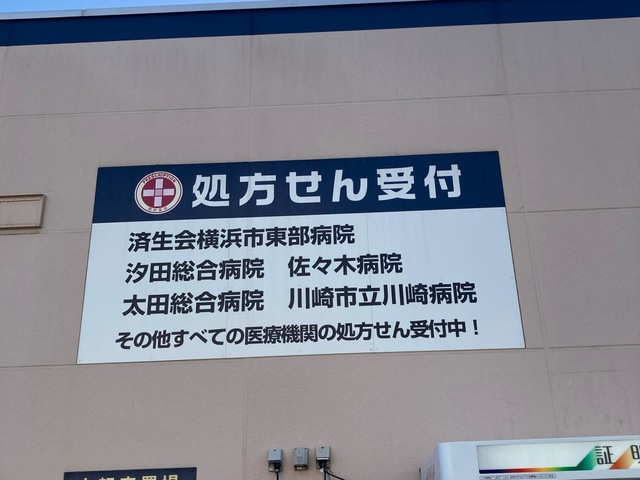 PRESCRIPTION
処方せん受付
済生会横浜市東部病院
汐田総合病院　佐々木病院
太田総合病院　川崎市立川崎病院
その他すべての医療機関の処方せん受付中！
証明